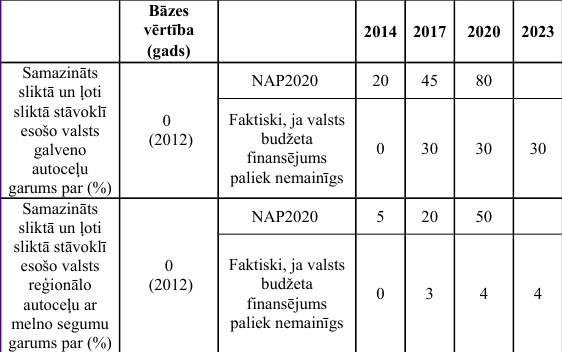 Bāzes
vērtība
(gads)
2014 2017 2020 2023
Samazināts
sliktā un ļoti
sliktā stāvoklī
esošo valsts
galveno
autoceļu
garums par (%)
0
(2012)
NAP2020 20 45 80
Faktiski, ja valsts
budžeta
finansējums
paliek nemainīgs
0 30 30 30
Samazināts
sliktā un ļoti
sliktā stāvoklī
esošo valsts
reģionālo
autoceļu ar
melno segumu
garums par (%)
0
(2012)
NAP2020 5 20 50
Faktiski, ja valsts
budžeta
finansējums
paliek nemainīgs
0 3 4 4